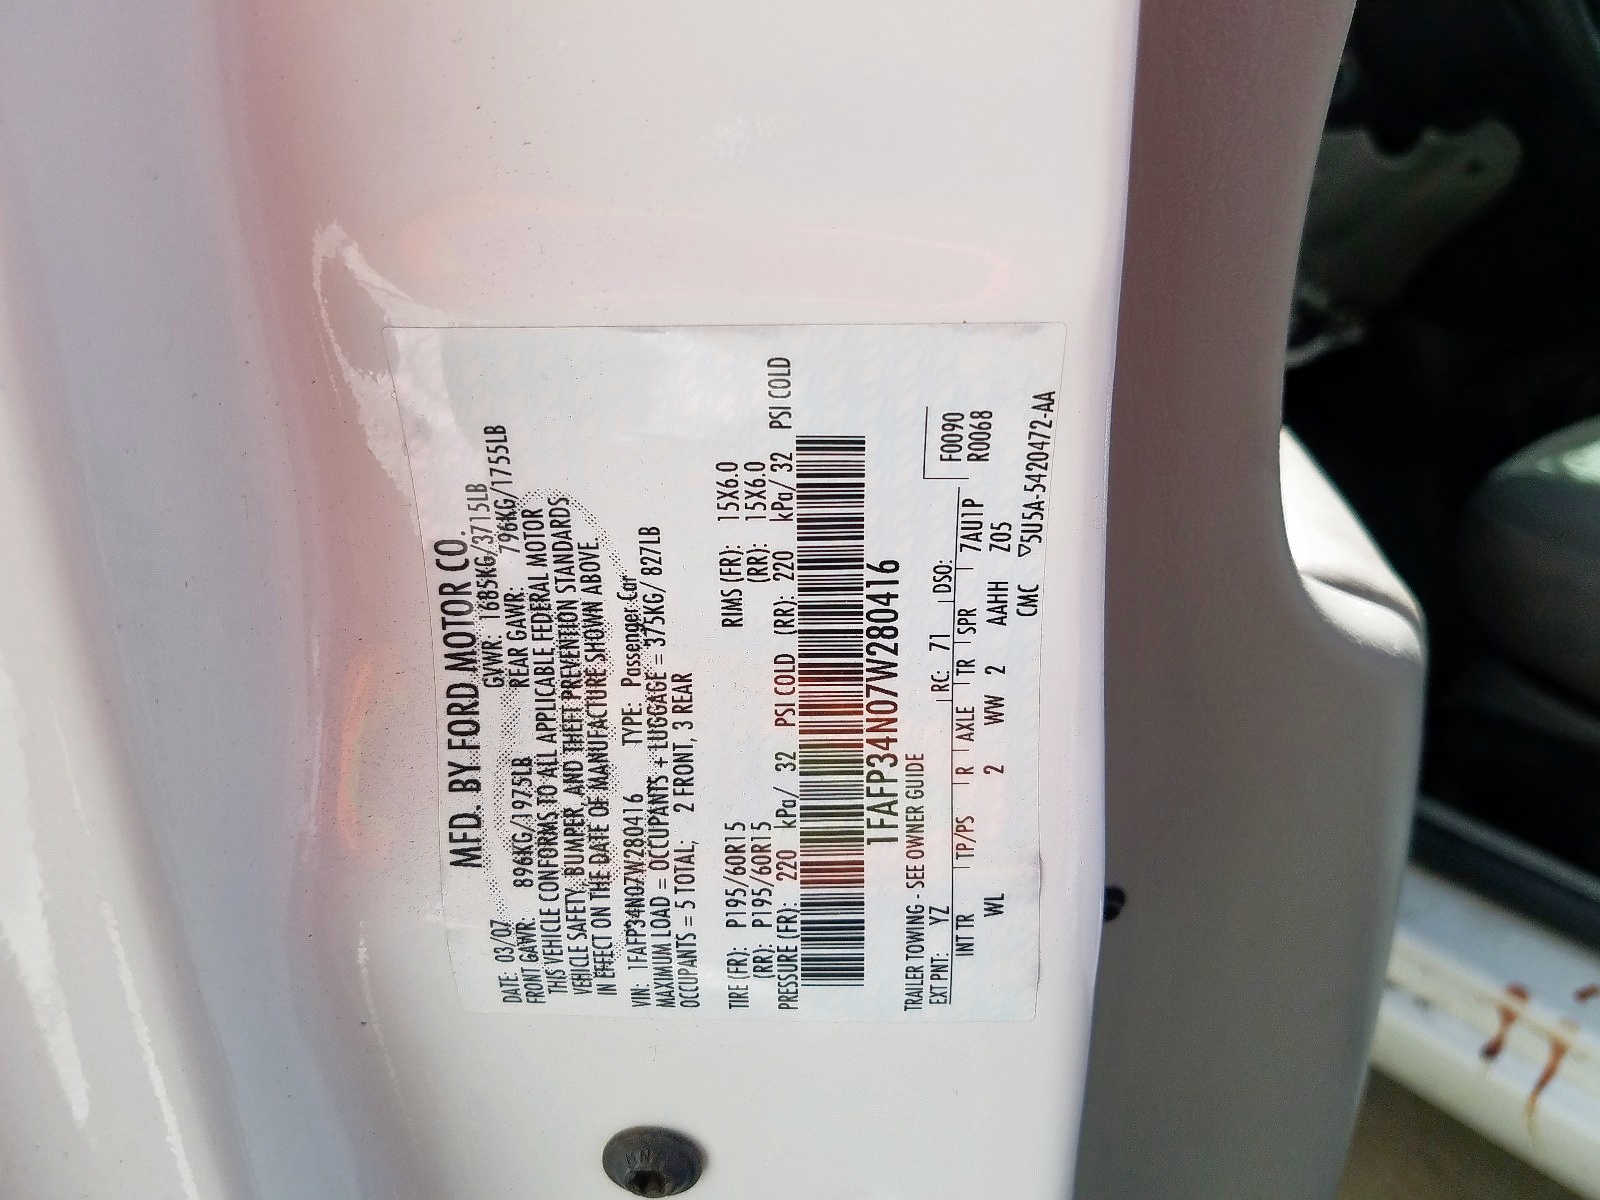 MFD. BY FORD MOTOR CO.
DATE: 03/07 GVWR: 1685KG/3715LB
FRONT GAWR: 896KG/1975LB REAR GAWR: 796KG/1755LB
THIS VEHICLE CONFORMS TO ALL APPLICABLE FEDERAL MOTOR
VEHICLE SAFETY, BUMPER, AND THEFT PREVENTION STANDARDS
IN EFFECT ON THE DATE OF MANUFACTURE SHOWN ABOVE.
VIN: 1FAFP34N07W280416 TYPE: Passenger Car
MAXIMUM LOAD = OCCUPANTS + LUGGAGE = 375KG/ 827LB
OCCUPANTS = 5 TOTAL; 2 FRONT, 3 REAR
TIRE (FR): P195/60R15 RIMS (FR): 15X6.0
(RR): P195/60R15 (RR): 15X6.0
PRESSURE (FR): 220 kPa/ 32 PSI COLD (RR): 220 kPa/ 32 PSI COLD
1FAFP34N07W280416
TRAILER TOWING - SEE OWNER GUIDE
EXT PNT: YZ RC: 71 DSO: F0090
INT TR TP/PS R AXLE TR SPR 7AU1P R0068
WL 2 WW 2 AAHH Z05
CMC ▽5U5A-5420472-AA